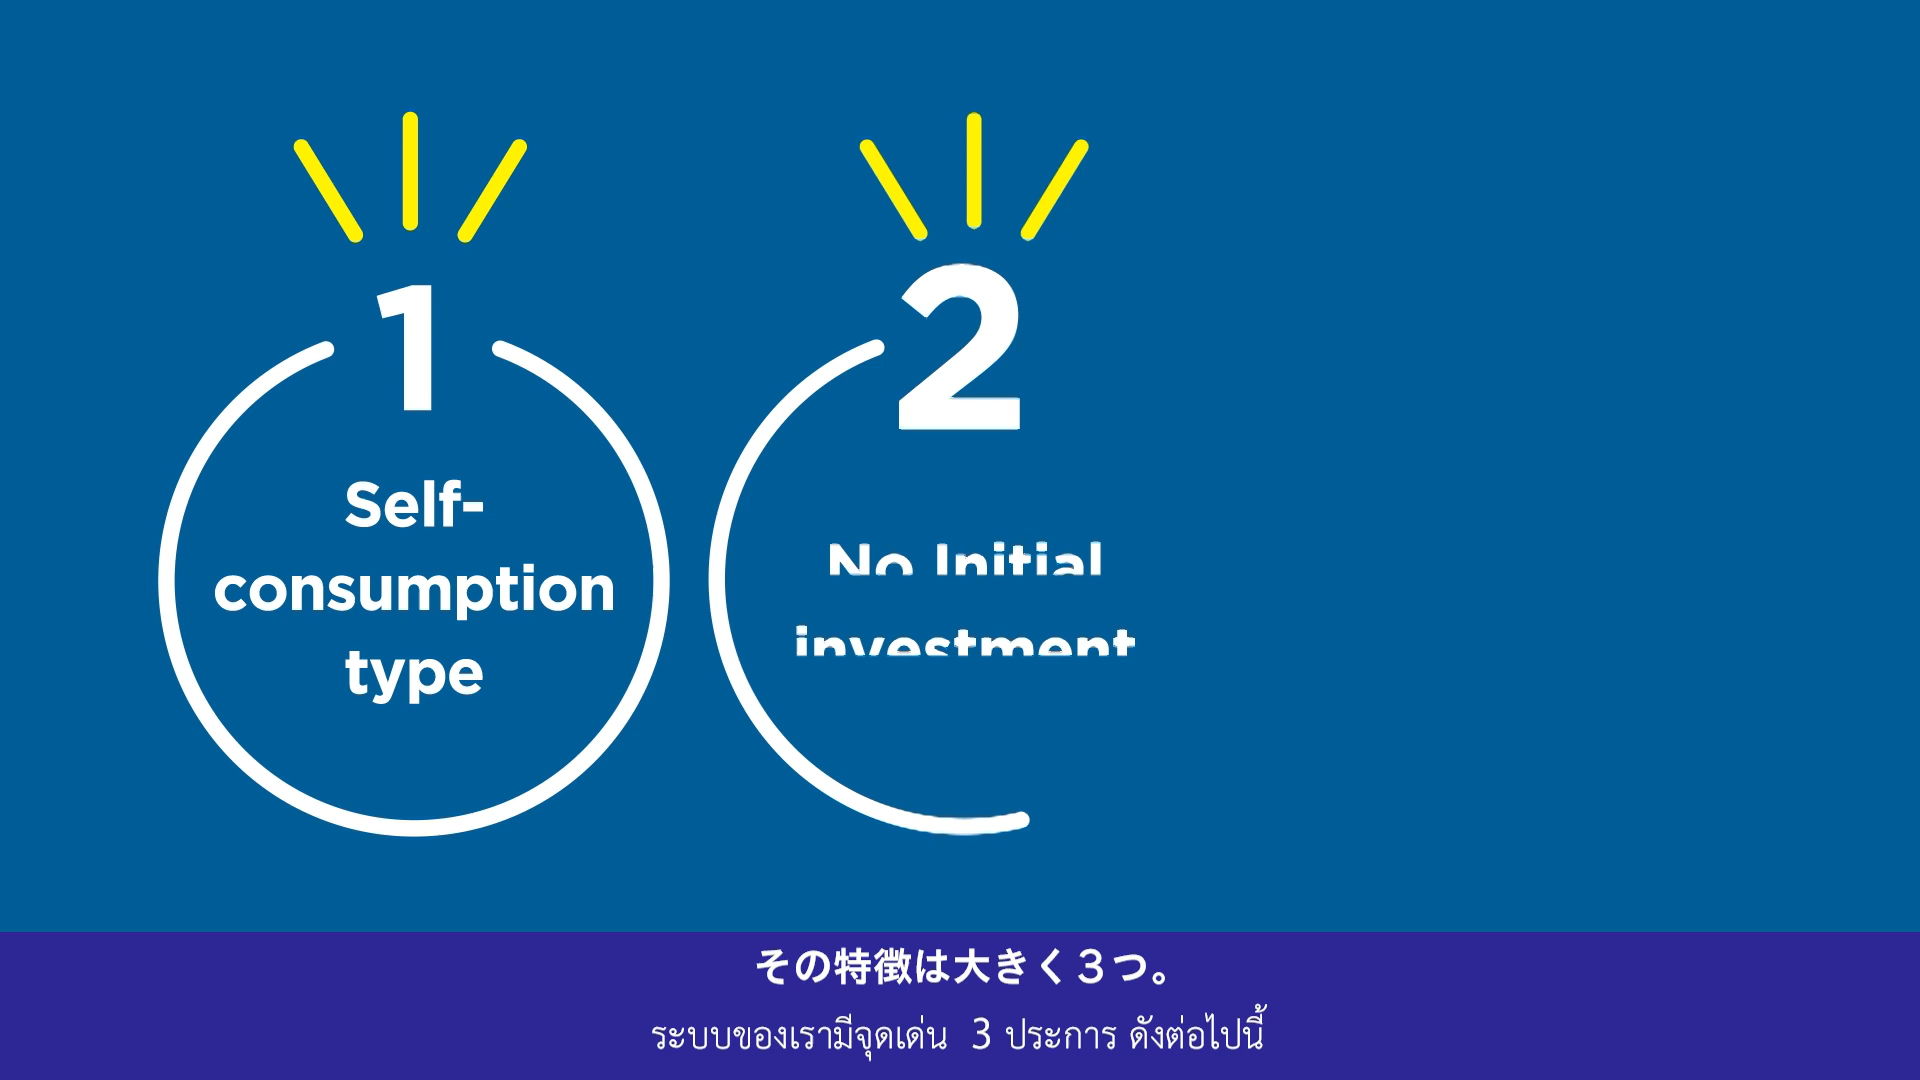 1
Self-
consumption
type
2
No Initial
investment
その特徴は大きく３つ。
ระบบของเรามีจุดเด่น 3 ประการ ดังต่อไปนี้